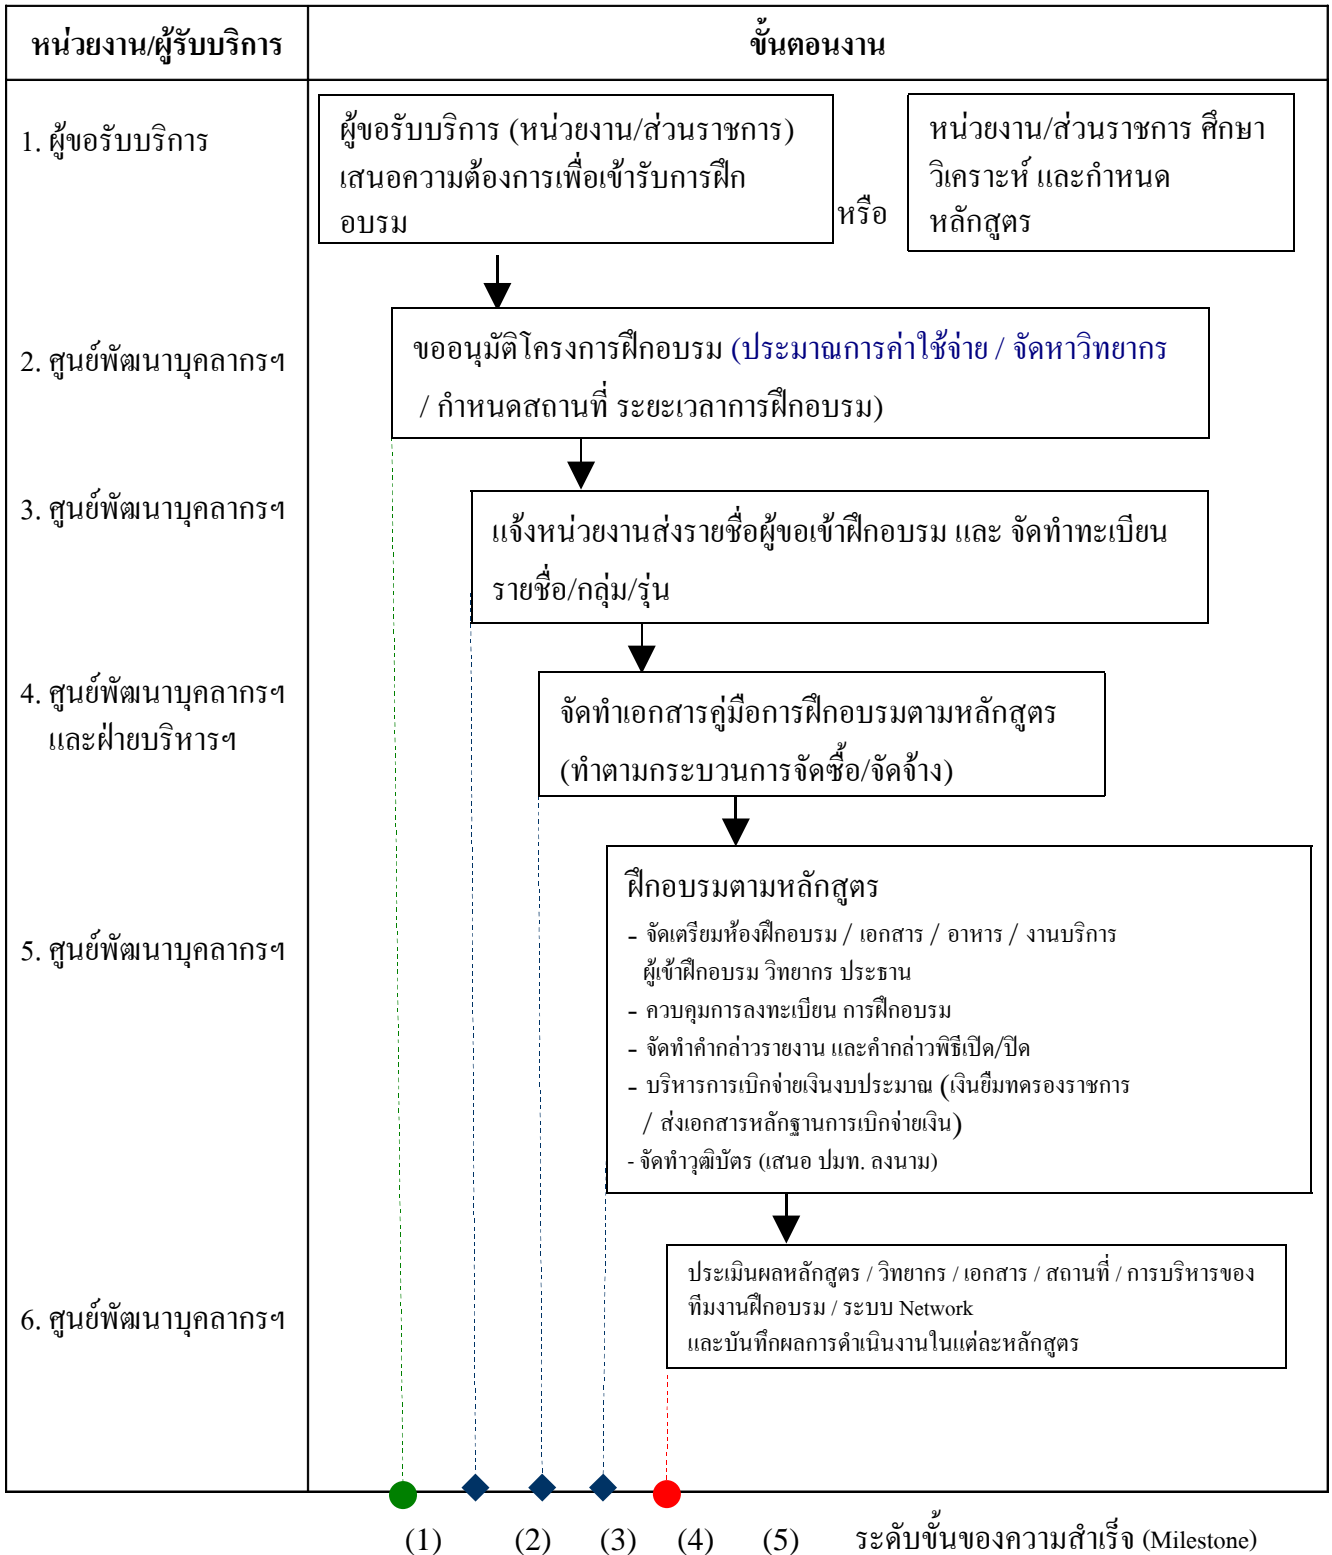 หน่วยงาน/ผู้รับบริการ
ขั้นตอนงาน
1. ผู้ขอรับบริการ
ผู้ขอรับบริการ (หน่วยงาน/ส่วนราชการ)
เสนอความต้องการเพื่อเข้ารับการฝึก
อบรม
หรือ
หน่วยงาน/ส่วนราชการ ศึกษา
วิเคราะห์ และกำหนด
หลักสูตร
2. ศูนย์พัฒนาบุคลากรฯ
ขออนุมัติโครงการฝึกอบรม (ประมาณการค่าใช้จ่าย / จัดหาวิทยากร
/ กำหนดสถานที่ ระยะเวลาการฝึกอบรม)
3. ศูนย์พัฒนาบุคลากรฯ
แจ้งหน่วยงานส่งรายชื่อผู้ขอเข้าฝึกอบรม และ จัดทำทะเบียน
รายชื่อ/กลุ่ม/รุ่น
4. ศูนย์พัฒนาบุคลากรฯ
และฝ่ายบริหารฯ
จัดทำเอกสารคู่มือการฝึกอบรมตามหลักสูตร
(ทำตามกระบวนการจัดซื้อ/จัดจ้าง)
5. ศูนย์พัฒนาบุคลากรฯ
ฝึกอบรมตามหลักสูตร
- จัดเตรียมห้องฝึกอบรม / เอกสาร / อาหาร / งานบริการ
ผู้เข้าฝึกอบรม วิทยากร ประธาน
- ควบคุมการลงทะเบียน การฝึกอบรม
- จัดทำคำกล่าวรายงาน และคำกล่าวพิธีเปิด/ปิด
- บริหารการเบิกจ่ายเงินงบประมาณ (เงินยืมทดรองราชการ
/ ส่งเอกสารหลักฐานการเบิกจ่ายเงิน)
- จัดทำวุฒิบัตร (เสนอ ปมท. ลงนาม)
6. ศูนย์พัฒนาบุคลากรฯ
ประเมินผลหลักสูตร / วิทยากร / เอกสาร / สถานที่ / การบริหารของ
ทีมงานฝึกอบรม / ระบบ Network
และบันทึกผลการดำเนินงานในแต่ละหลักสูตร
(1) (2) (3) (4) (5) ระดับขั้นของความสำเร็จ (Milestone)